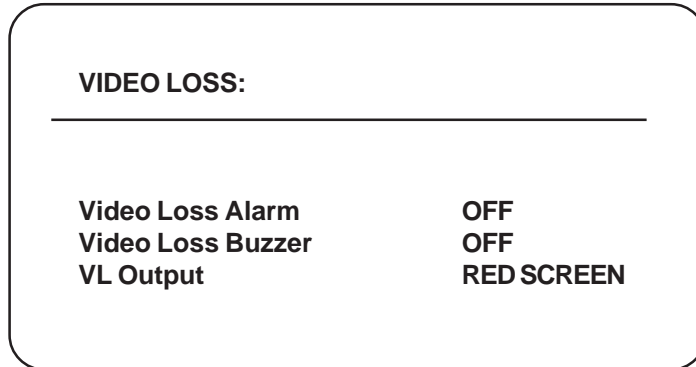 VIDEO LOSS:
Video Loss Alarm OFF
Video Loss Buzzer OFF
VL Output RED SCREEN